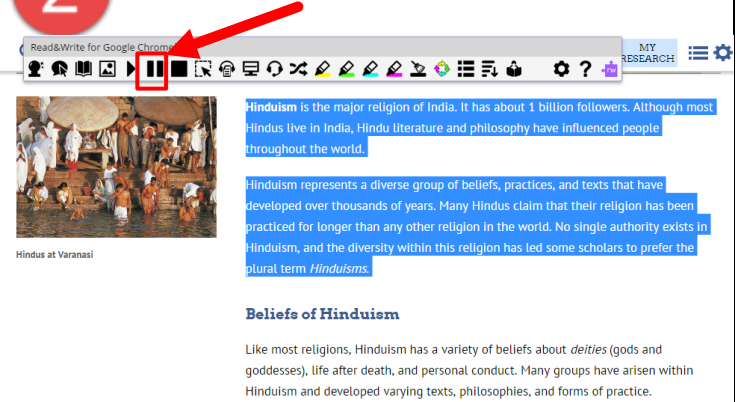 2
Read&Write for Google Chrome
MY
RESEARCH
rw
Hinduism is the major religion of India. It has about 1 billion followers. Although most
Hindus live in India, Hindu literature and philosophy have influenced people
throughout the world.
Hinduism represents a diverse group of beliefs, practices, and texts that have
developed over thousands of years. Many Hindus claim that their religion has been
practiced for longer than any other religion in the world. No single authority exists in
Hinduism, and the diversity within this religion has led some scholars to prefer the
plural term Hinduisms.
Hindus at Varanasi
Beliefs of Hinduism
Like most religions, Hinduism has a variety of beliefs about deities (gods and
goddesses), life after death, and personal conduct. Many groups have arisen within
Hinduism and developed varying texts, philosophies, and forms of practice.